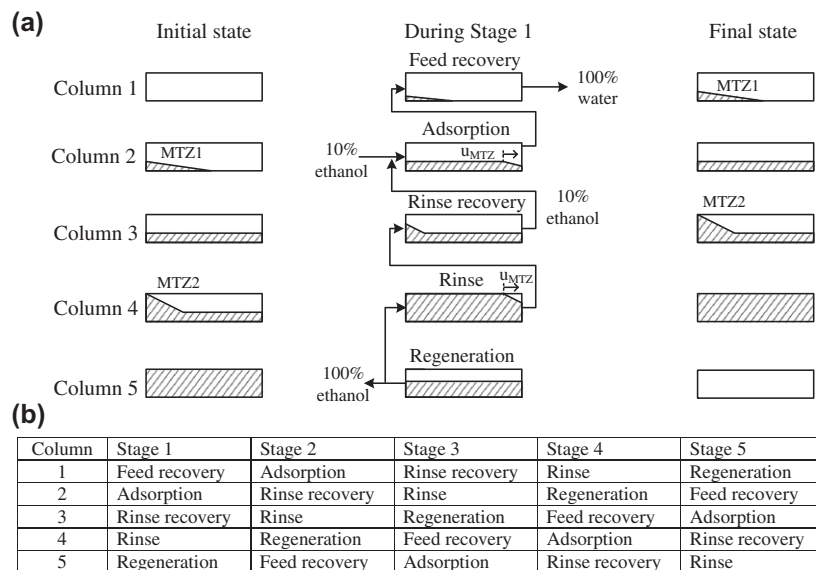 (a)
Initial state During Stage 1 Final state
Feed recovery
Column 1 100% water MTZ1
Adsorption
Column 2 MTZ1 10% ethanol uMTZ
Rinse recovery 10% ethanol
Column 3 MTZ2
Rinse uMTZ
Column 4 MTZ2
Regeneration
Column 5 100% ethanol
(b)
Column Stage 1 Stage 2 Stage 3 Stage 4 Stage 5
1 Feed recovery Adsorption Rinse recovery Rinse Regeneration
2 Adsorption Rinse recovery Rinse Regeneration Feed recovery
3 Rinse recovery Rinse Regeneration Feed recovery Adsorption
4 Rinse Regeneration Feed recovery Adsorption Rinse recovery
5 Regeneration Feed recovery Adsorption Rinse recovery Rinse